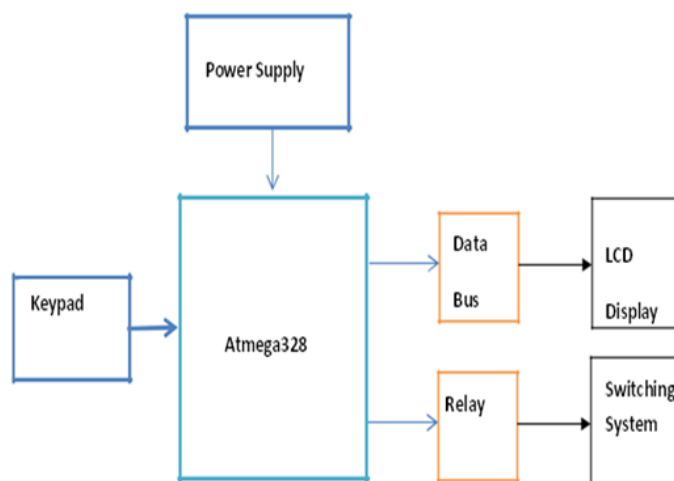 Power Supply
Keypad
Atmega328
Data
Bus
LCD
Display
Relay
Switching
System